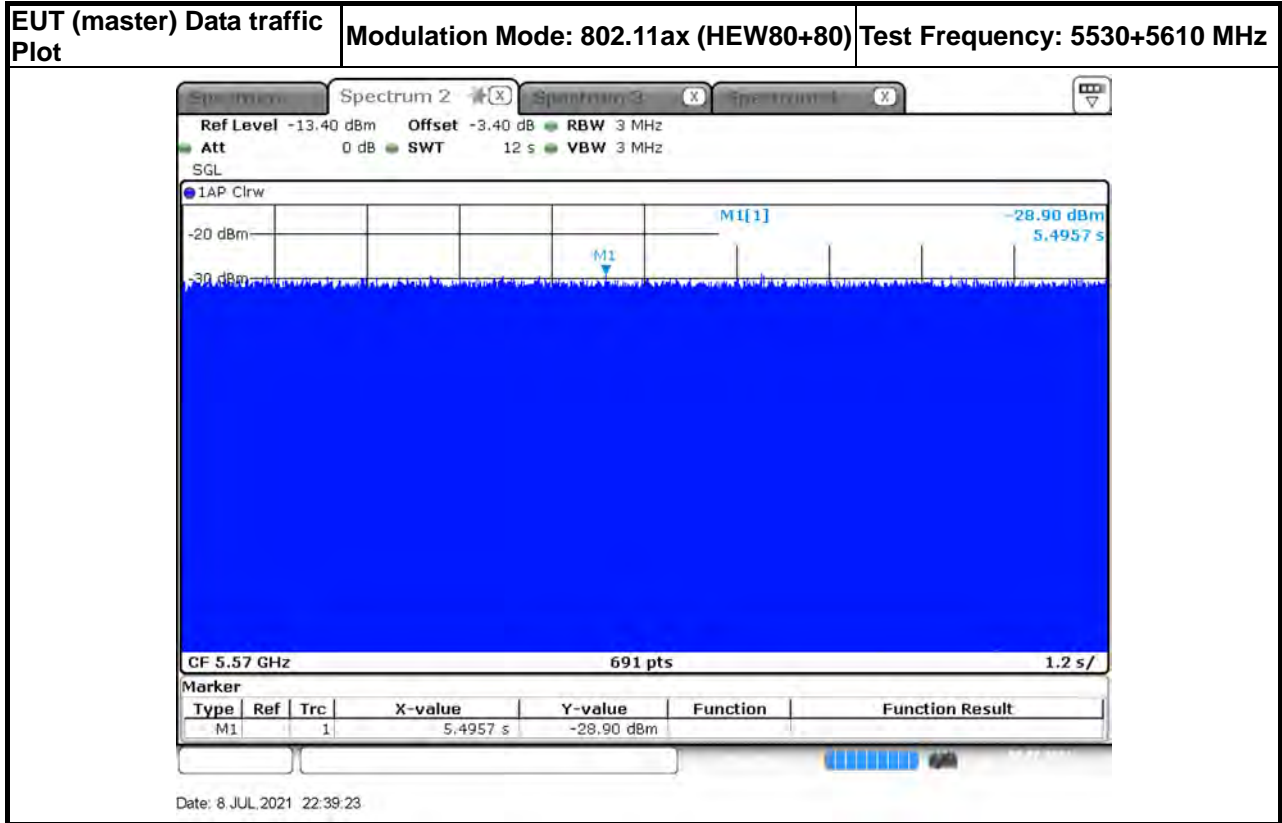 EUT (master) Data traffic
Plot
Modulation Mode: 802.11ax (HEW80+80)
Test Frequency: 5530+5610 MHz
Spectrum 2 X X X
Ref Level -13.40 dBm Offset -3.40 dB RBW 3 MHz
Att 0 dB SWT 12 s VBW 3 MHz
SGL
1AP Clrw
M1[1] -28.90 dBm
5.4957 s
-20 dBm
M1
-30 dBm
CF 5.57 GHz 691 pts 1.2 s/
Marker
Type Ref Trc X-value Y-value Function Function Result
M1 1 5.4957 s -28.90 dBm
Date: 8.JUL.2021 22:39:23